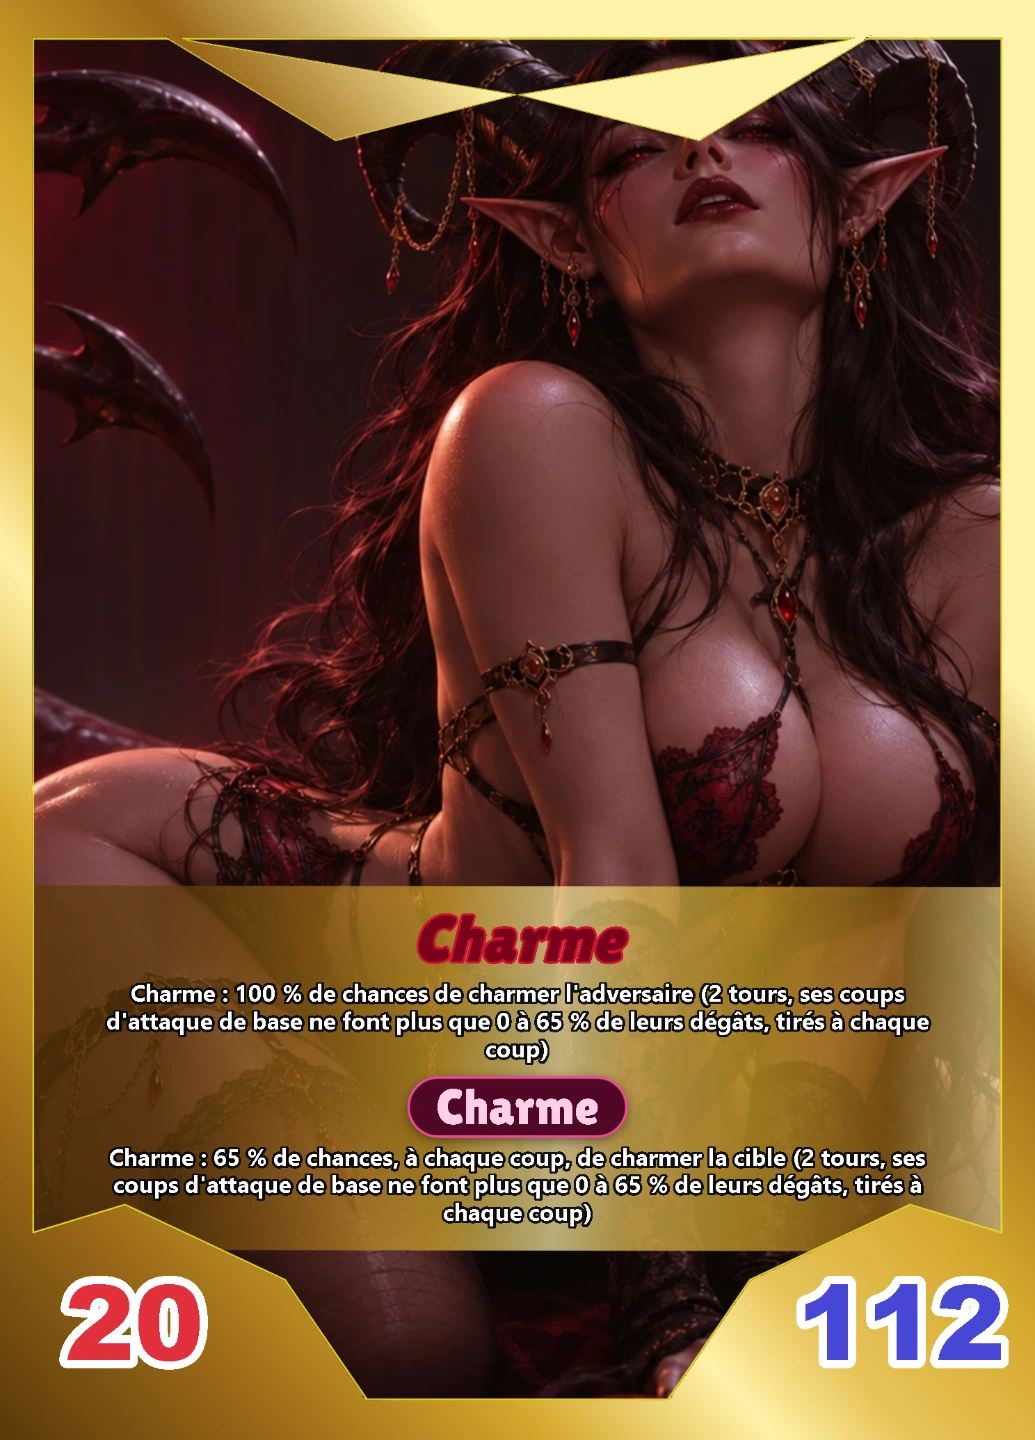 Charme
Charme : 100 % de chances de charmer l'adversaire (2 tours, ses coups
d'attaque de base ne font plus que 0 à 65 % de leurs dégâts, tirés à chaque
coup)
Charme
Charme : 65 % de chances, à chaque coup, de charmer la cible (2 tours, ses
coups d'attaque de base ne font plus que 0 à 65 % de leurs dégâts, tirés à
chaque coup)
20
112